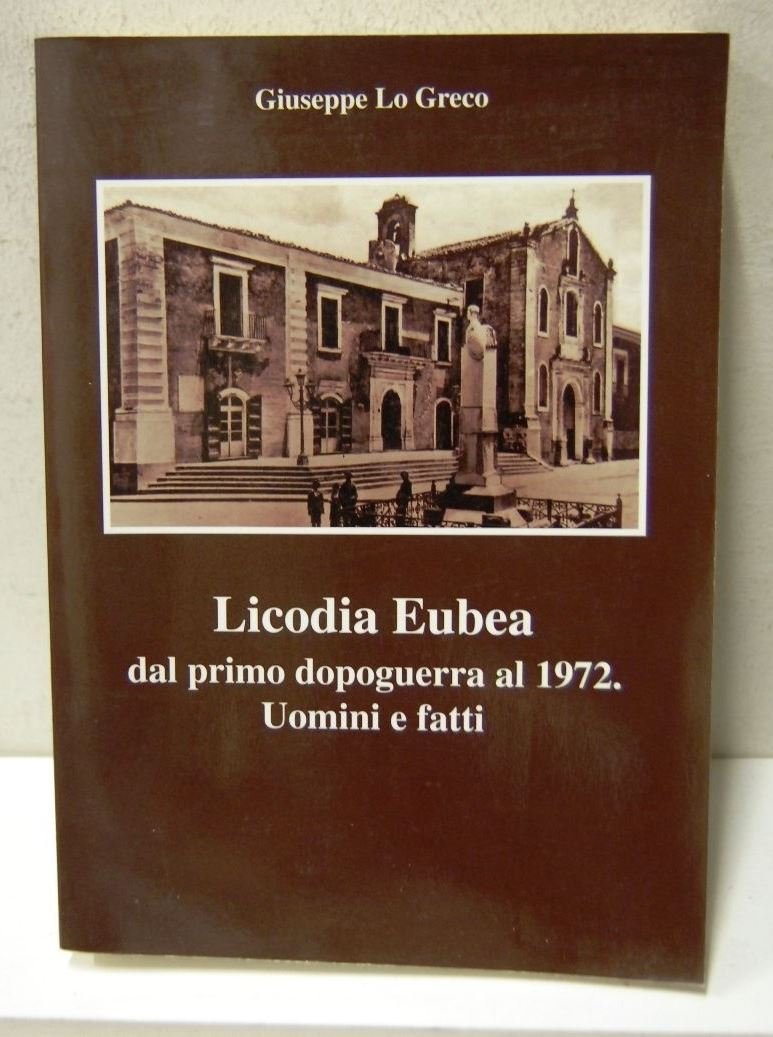 Giuseppe Lo Greco
Licodia Eubea
dal primo dopoguerra al 1972.
Uomini e fatti